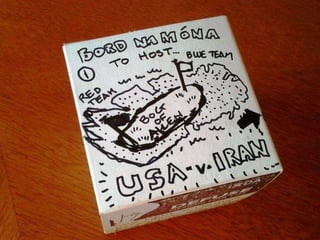 BORD NA MÓNA
①
TO HOST...
RED TEAM
BLUE TEAM
BOG OF ALLEN
USA -v- IRAN